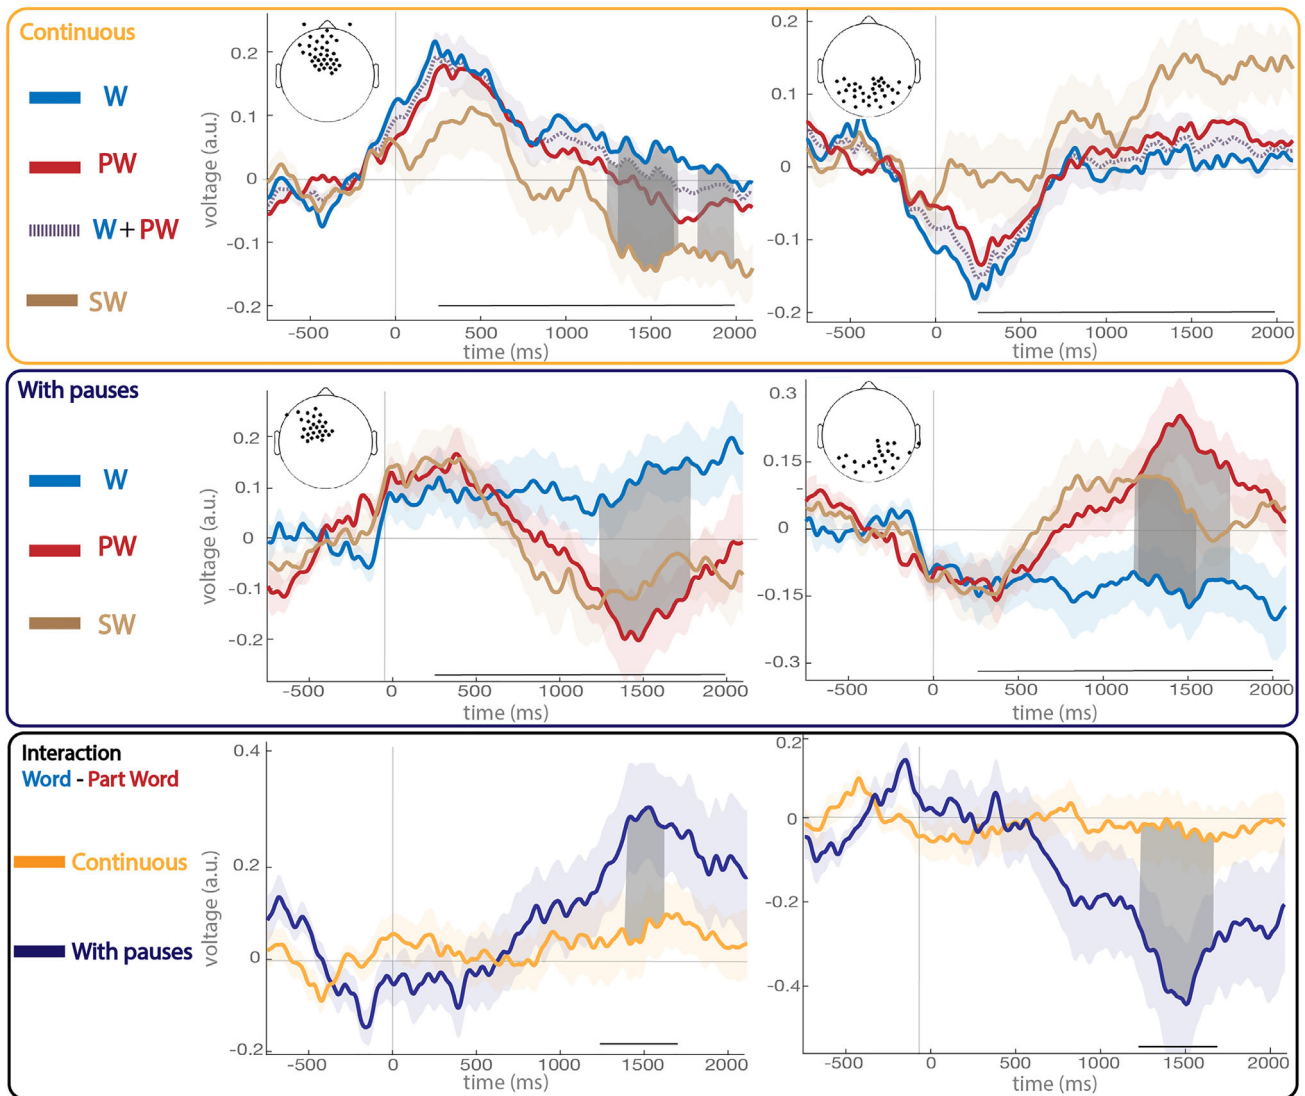 Continuous
W
PW
W+PW
SW
voltage (a.u.)
0.2
0.1
0
-0.1
-0.2
-500
0
500
1000
1500
2000
time (ms)
0.2
0.1
0
-0.1
-0.2
-500
0
500
1000
1500
2000
time (ms)
With pauses
W
PW
SW
voltage (a.u.)
0.2
0.1
0
-0.1
-0.2
-500
0
500
1000
1500
2000
time (ms)
0.3
0.15
0
-0.15
-0.3
-500
0
500
1000
1500
2000
time (ms)
Interaction
Word - Part Word
Continuous
With pauses
voltage (a.u.)
0.4
0.2
0
-0.2
-500
0
500
1000
1500
2000
time (ms)
0.2
0
-0.2
-0.4
-500
0
500
1000
1500
2000
time (ms)